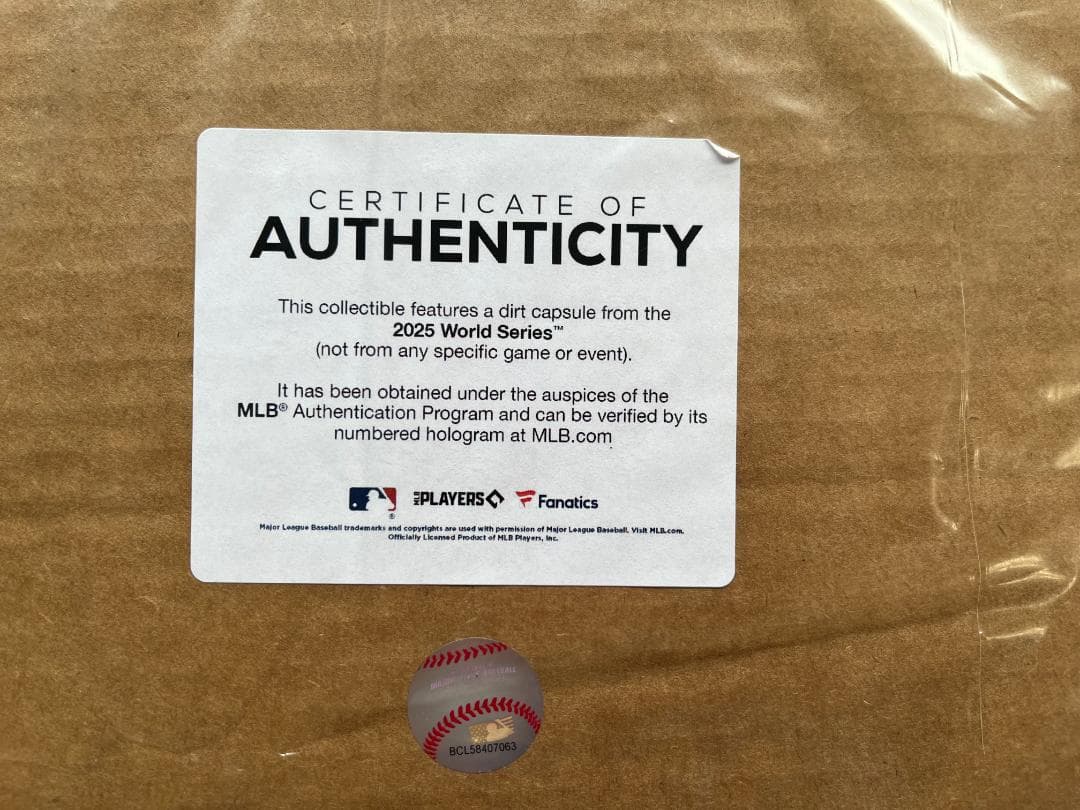 CERTIFICATE OF
AUTHENTICITY
This collectible features a dirt capsule from the
2025 World Series™
(not from any specific game or event).
It has been obtained under the auspices of the
MLB® Authentication Program and can be verified by its
numbered hologram at MLB.com
MLB PLAYERS Fanatics
®
Major League Baseball trademarks and copyrights are used with permission of Major League Baseball. Visit MLB.com.
Officially Licensed Product of MLB Players, Inc.
BCL58407063